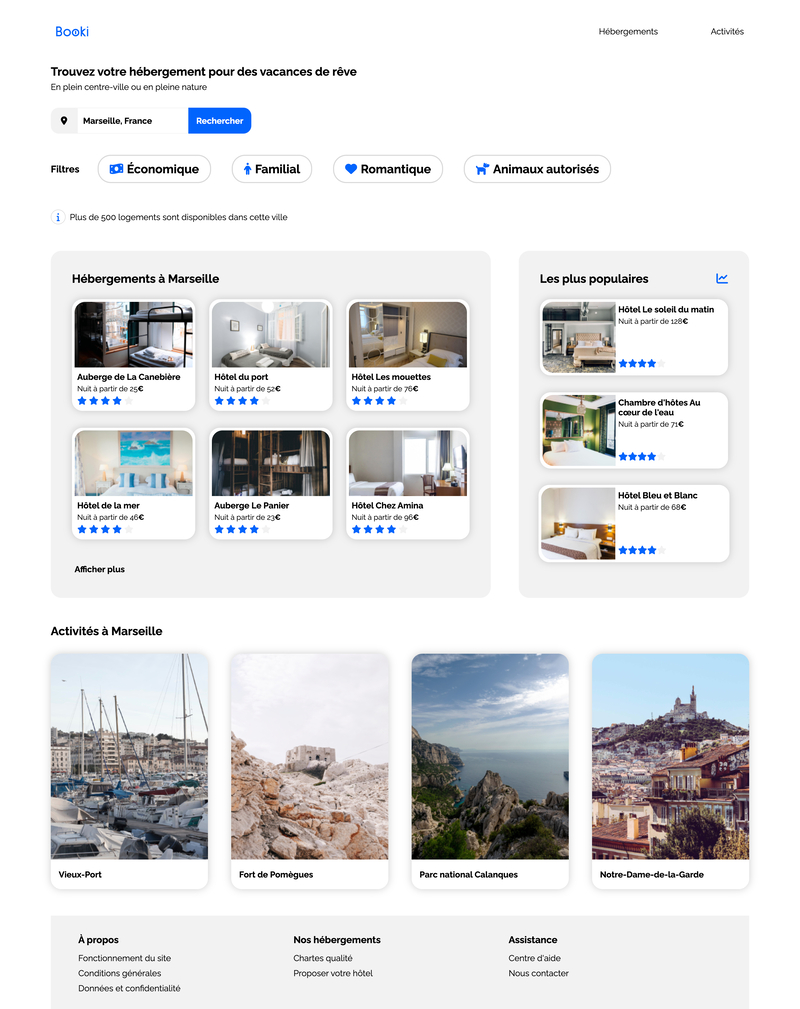 Booki
Hébergements
Activités
Trouvez votre hébergement pour des vacances de rêve
En plein centre-ville ou en pleine nature
Marseille, France
Rechercher
Filtres
Économique
Familial
Romantique
Animaux autorisés
Plus de 500 logements sont disponibles dans cette ville
Hébergements à Marseille
Auberge de La Canebière
Nuit à partir de 25€
Hôtel du port
Nuit à partir de 52€
Hôtel Les mouettes
Nuit à partir de 76€
Hôtel de la mer
Nuit à partir de 46€
Auberge Le Panier
Nuit à partir de 23€
Hôtel Chez Amina
Nuit à partir de 96€
Afficher plus
Les plus populaires
Hôtel Le soleil du matin
Nuit à partir de 128€
Chambre d'hôtes Au
cœur de l'eau
Nuit à partir de 71€
Hôtel Bleu et Blanc
Nuit à partir de 68€
Activités à Marseille
Vieux-Port
Fort de Pomègues
Parc national Calanques
Notre-Dame-de-la-Garde
À propos
Fonctionnement du site
Conditions générales
Données et confidentialité
Nos hébergements
Chartes qualité
Proposer votre hôtel
Assistance
Centre d'aide
Nous contacter